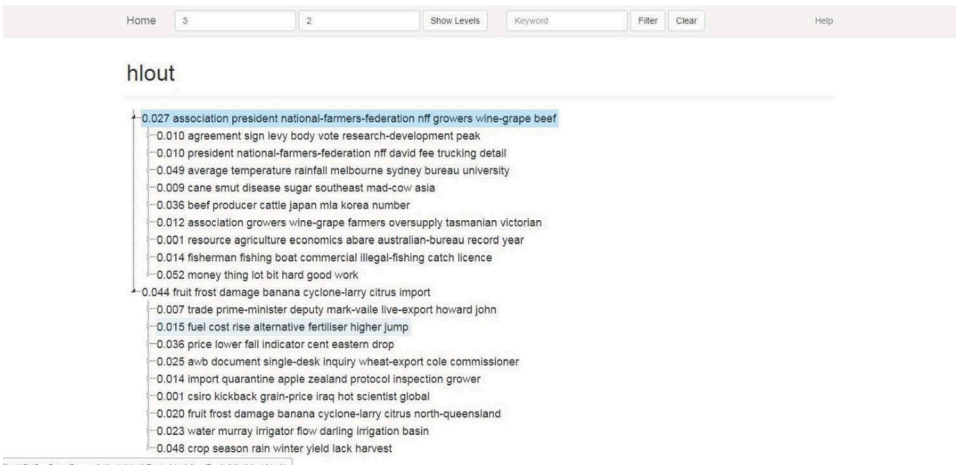 Home 3 2 Show Levels Keyword Filter Clear Help
hlout
0.027 association president national-farmers-federation nff growers wine-grape beef
0.010 agreement sign levy body vote research-development peak
0.010 president national-farmers-federation nff david fee trucking detail
0.049 average temperature rainfall melbourne sydney bureau university
0.009 cane smut disease sugar southeast mad-cow asia
0.036 beef producer cattle japan mla korea number
0.012 association growers wine-grape farmers oversupply tasmanian victorian
0.001 resource agriculture economics abare australian-bureau record year
0.014 fisherman fishing boat commercial illegal-fishing catch licence
0.052 money thing lot bit hard good work
0.044 fruit frost damage banana cyclone-larry citrus import
0.007 trade prime-minister deputy mark-vaile live-export howard john
0.015 fuel cost rise alternative fertiliser higher jump
0.036 price lower fall indicator cent eastern drop
0.025 awb document single-desk inquiry wheat-export cole commissioner
0.014 import quarantine apple zealand protocol inspection grower
0.001 csiro kickback grain-price iraq hot scientist global
0.020 fruit frost damage banana cyclone-larry citrus north-queensland
0.023 water murray irrigator flow darling irrigation basin
0.048 crop season rain winter yield lack harvest